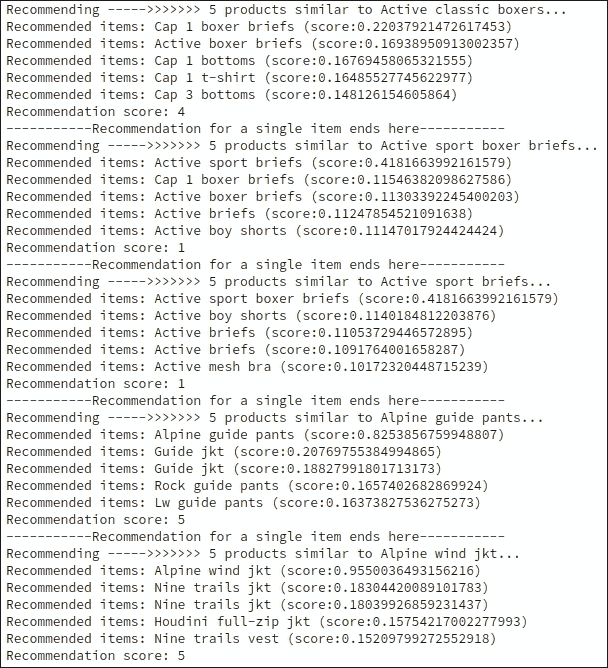 Recommending ----->>>>>>> 5 products similar to Active classic boxers...
Recommended items: Cap 1 boxer briefs (score:0.22037921472617453)
Recommended items: Active boxer briefs (score:0.16938950913002357)
Recommended items: Cap 1 bottoms (score:0.16769458065321555)
Recommended items: Cap 1 t-shirt (score:0.16485527745622977)
Recommended items: Cap 3 bottoms (score:0.148126154605864)
Recommendation score: 4
-----------Recommendation for a single item ends here-----------
Recommending ----->>>>>>> 5 products similar to Active sport boxer briefs...
Recommended items: Active sport briefs (score:0.4181663992161579)
Recommended items: Cap 1 boxer briefs (score:0.11546382098627586)
Recommended items: Active boxer briefs (score:0.11303392245400203)
Recommended items: Active briefs (score:0.11247854521091638)
Recommended items: Active boy shorts (score:0.11147017924424424)
Recommendation score: 1
-----------Recommendation for a single item ends here-----------
Recommending ----->>>>>>> 5 products similar to Active sport briefs...
Recommended items: Active sport boxer briefs (score:0.4181663992161579)
Recommended items: Active boy shorts (score:0.11401848812203876)
Recommended items: Active briefs (score:0.11053729446572895)
Recommended items: Active briefs (score:0.1091764001658287)
Recommended items: Active mesh bra (score:0.10172320448715239)
Recommendation score: 1
-----------Recommendation for a single item ends here-----------
Recommending ----->>>>>>> 5 products similar to Alpine guide pants...
Recommended items: Alpine guide pants (score:0.8253856759948807)
Recommended items: Guide jkt (score:0.20769755384994865)
Recommended items: Guide jkt (score:0.18827991801713173)
Recommended items: Rock guide pants (score:0.1657402682869924)
Recommended items: Lw guide pants (score:0.16373827536275273)
Recommendation score: 5
-----------Recommendation for a single item ends here-----------
Recommending ----->>>>>>> 5 products similar to Alpine wind jkt...
Recommended items: Alpine wind jkt (score:0.9550036493156216)
Recommended items: Nine trails jkt (score:0.18304420089101783)
Recommended items: Nine trails jkt (score:0.18039926859231437)
Recommended items: Houdini full-zip jkt (score:0.15754217002277993)
Recommended items: Nine trails vest (score:0.15209799272552918)
Recommendation score: 5